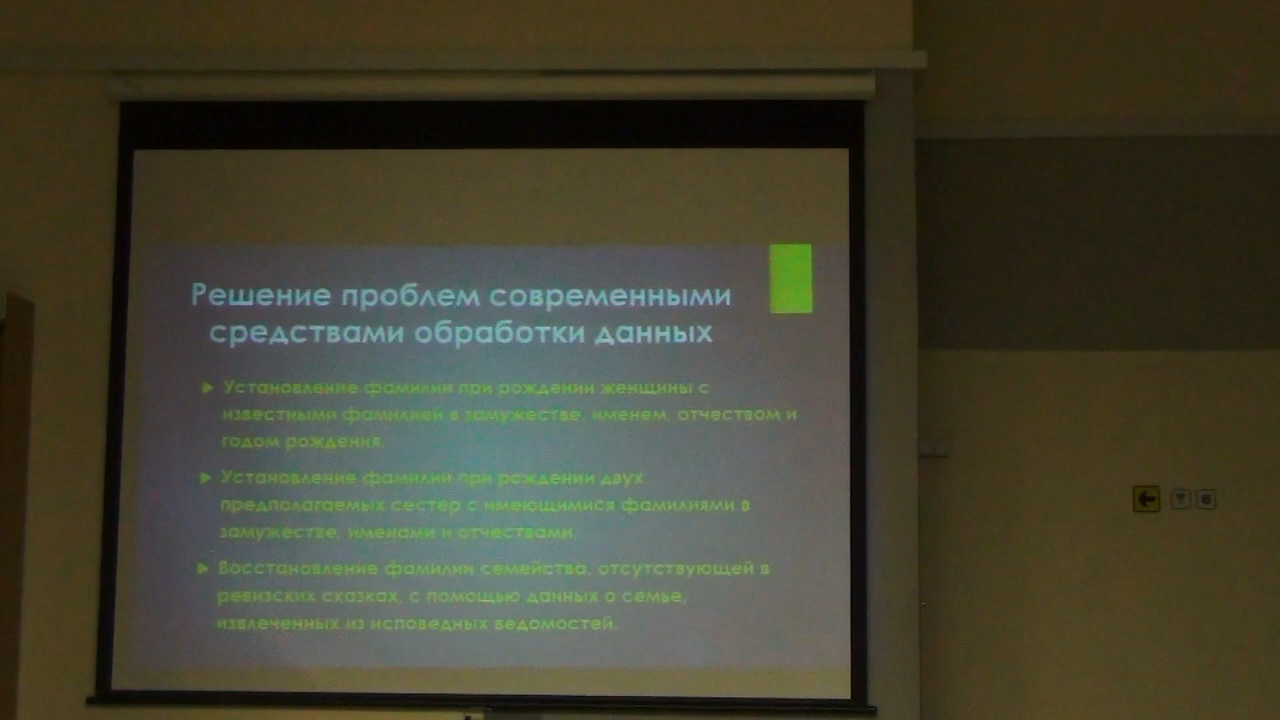 Решение проблем современными
средствами обработки данных
Установление фамилии при рождении женщины с
известными фамилией в замужестве, именем, отчеством и
годом рождения.
Установление фамилии при рождении двух
предполагаемых сестер с имеющимися фамилиями в
замужестве, именами и отчествами.
Восстановление фамилии семейства, отсутствующей в
ревизских сказках, с помощью данных о семье,
извлеченных из исповедных ведомостей.